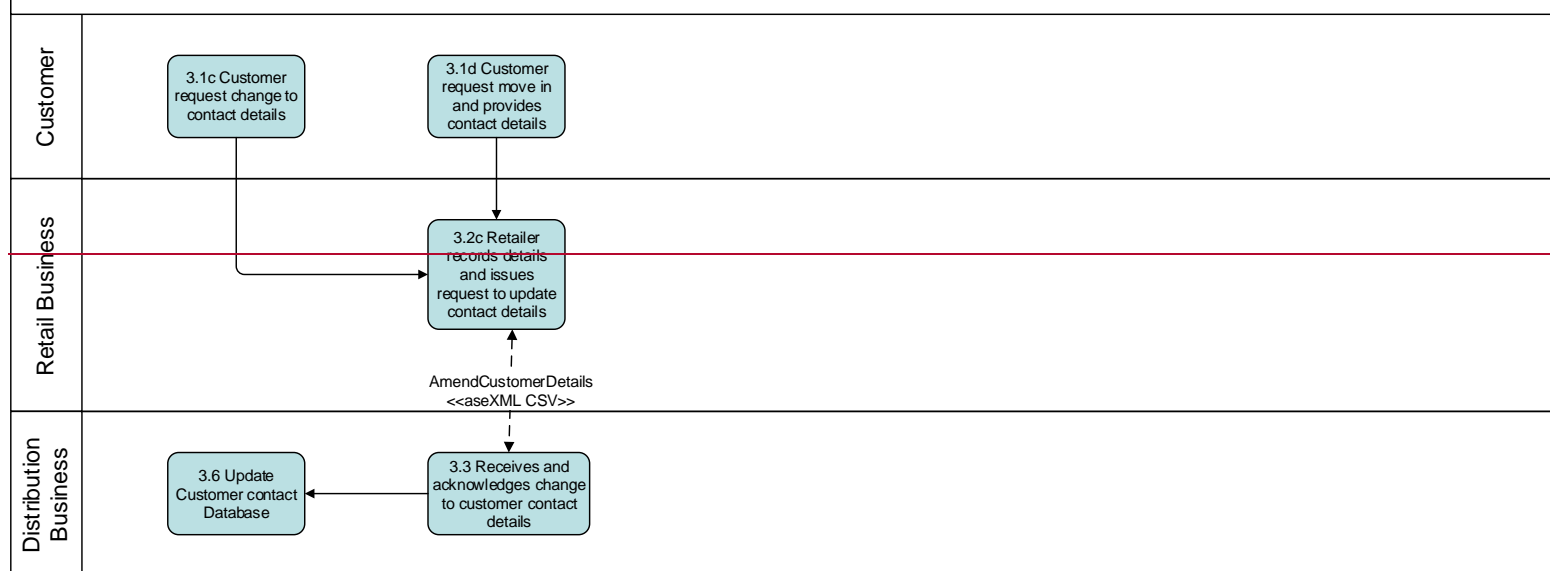 Customer
3.1c Customer
request change to
contact details
3.1d Customer
request move in
and provides
contact details
Retail Business
3.2c Retailer
records details
and issues
request to update
contact details
AmendCustomerDetails
<<aseXML CSV>>
Distribution
Business
3.6 Update
Customer contact
Database
3.3 Receives and
acknowledges change
to customer contact
details